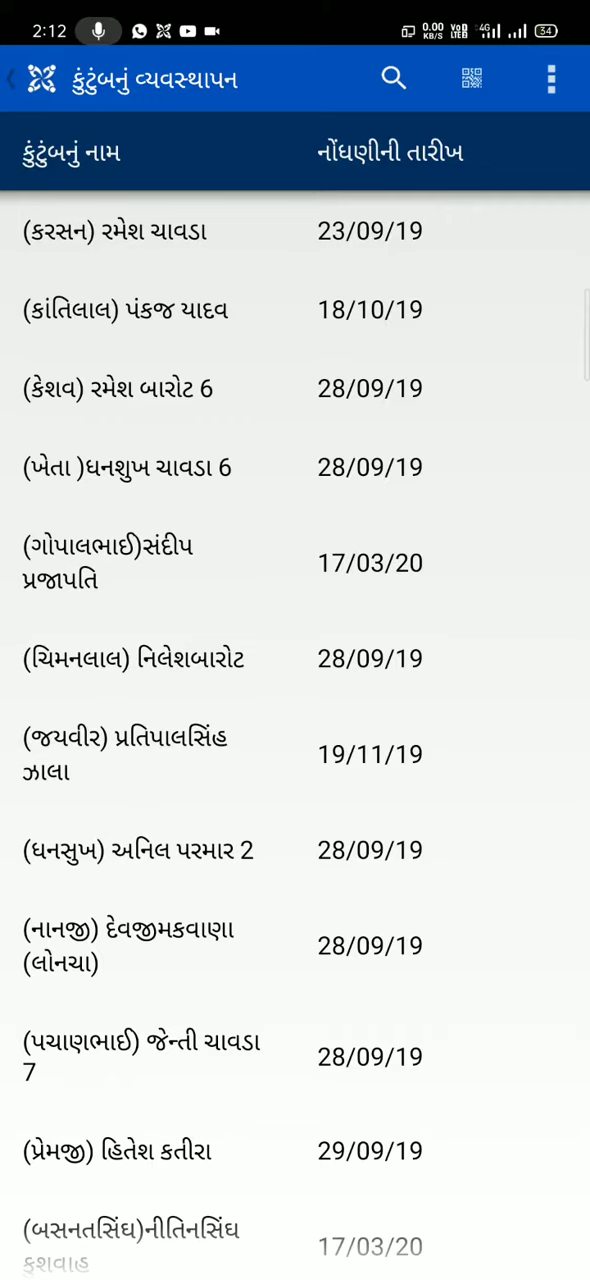 2:12 0.00 KB/S VoD LTED 4G 34
કુંટુંબનું વ્યવસ્થાપન
કુંટુંબનું નામ નોંધણીની તારીખ
(કરસન) રમેશ ચાવડા 23/09/19
(કાંતિલાલ) પંકજ યાદવ 18/10/19
(કેશવ) રમેશ બારોટ 6 28/09/19
(ખેતા )ધનશુખ ચાવડા 6 28/09/19
(ગોપાલભાઈ)સંદીપ
પ્રજાપતિ 17/03/20
(ચિમનલાલ) નિલેશબારોટ 28/09/19
(જયવીર) પ્રતિપાલસિંહ
ઝાલા 19/11/19
(ધનસુખ) અનિલ પરમાર 2 28/09/19
(નાનજી) દેવજીમકવાણા
(લોનચા) 28/09/19
(પચાણભાઈ) જેન્તી ચાવડા
7 28/09/19
(પ્રેમજી) હિતેશ કતીરા 29/09/19
(બસનતસિંઘ)નીતિનસિંઘ
કુશવાહ 17/03/20